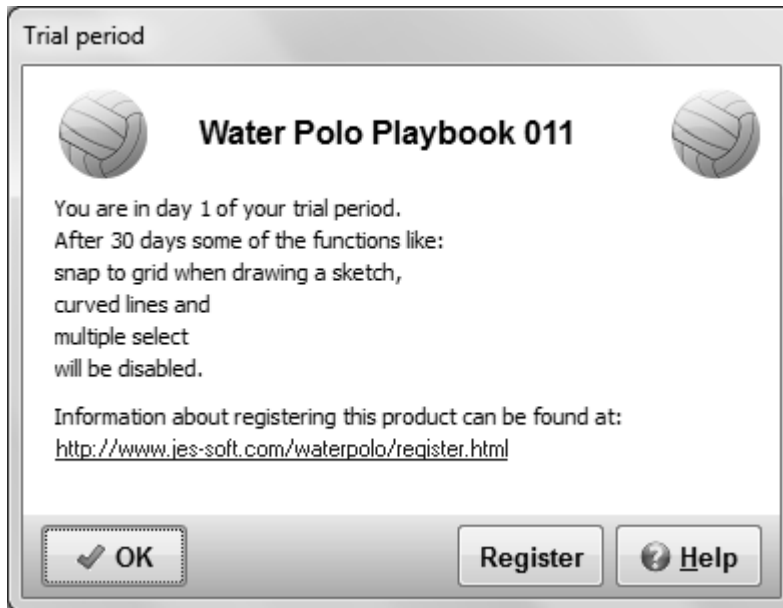 Trial period
Water Polo Playbook 011
You are in day 1 of your trial period.
After 30 days some of the functions like:
snap to grid when drawing a sketch,
curved lines and
multiple select
will be disabled.
Information about registering this product can be found at:
http://www.jes-soft.com/waterpolo/register.html
OK
Register
Help